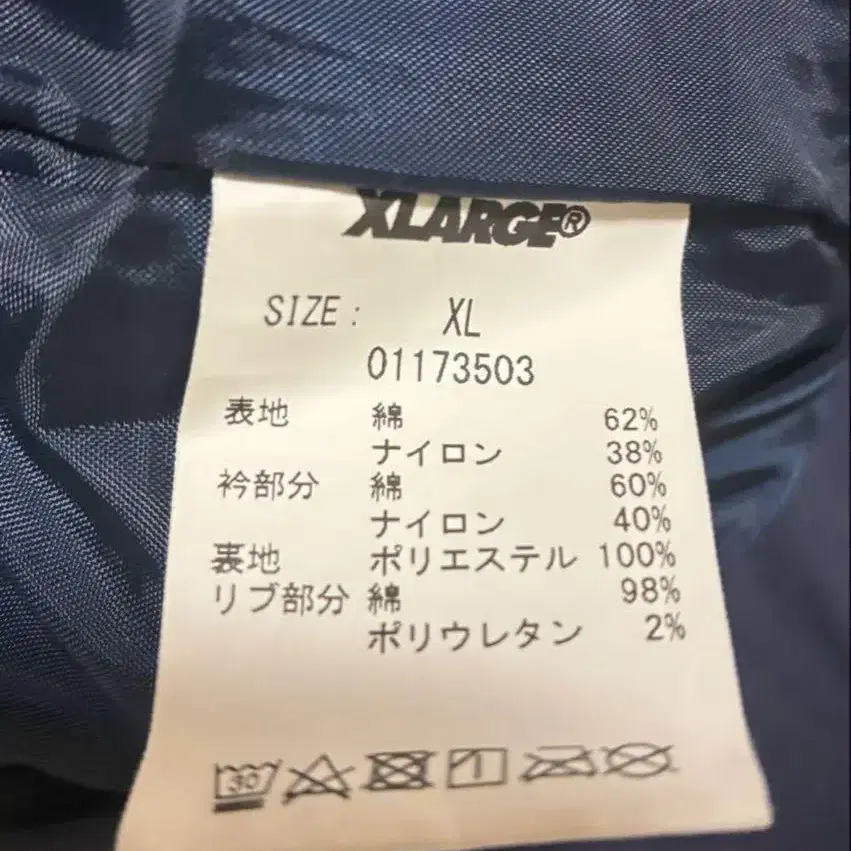 XLARGE®
SIZE: XL
01173503
表地 綿 62%
ナイロン 38%
衿部分 綿 60%
ナイロン 40%
裏地 ポリエステル 100%
リブ部分 綿 98%
ポリウレタン 2%
30